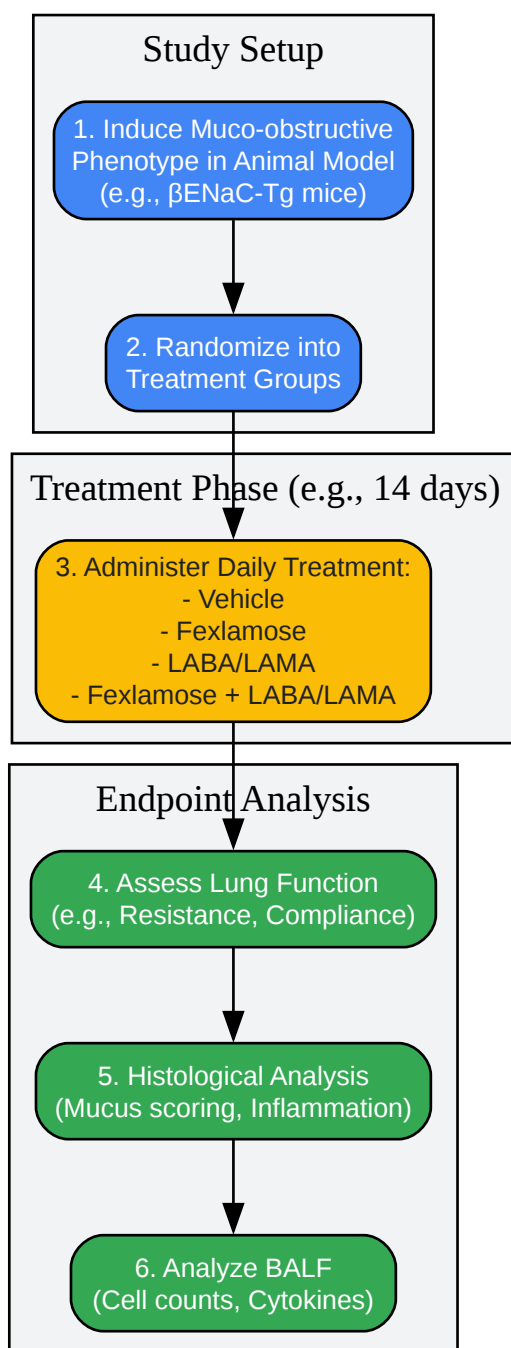 Study Setup
1. Induce Muco-obstructive
Phenotype in Animal Model
(e.g., βENaC-Tg mice)
2. Randomize into
Treatment Groups
Treatment Phase (e.g., 14 days)
3. Administer Daily Treatment:
- Vehicle
- Fexlamose
- LABA/LAMA
- Fexlamose + LABA/LAMA
Endpoint Analysis
4. Assess Lung Function
(e.g., Resistance, Compliance)
5. Histological Analysis
(Mucus scoring, Inflammation)
6. Analyze BALF
(Cell counts, Cytokines)